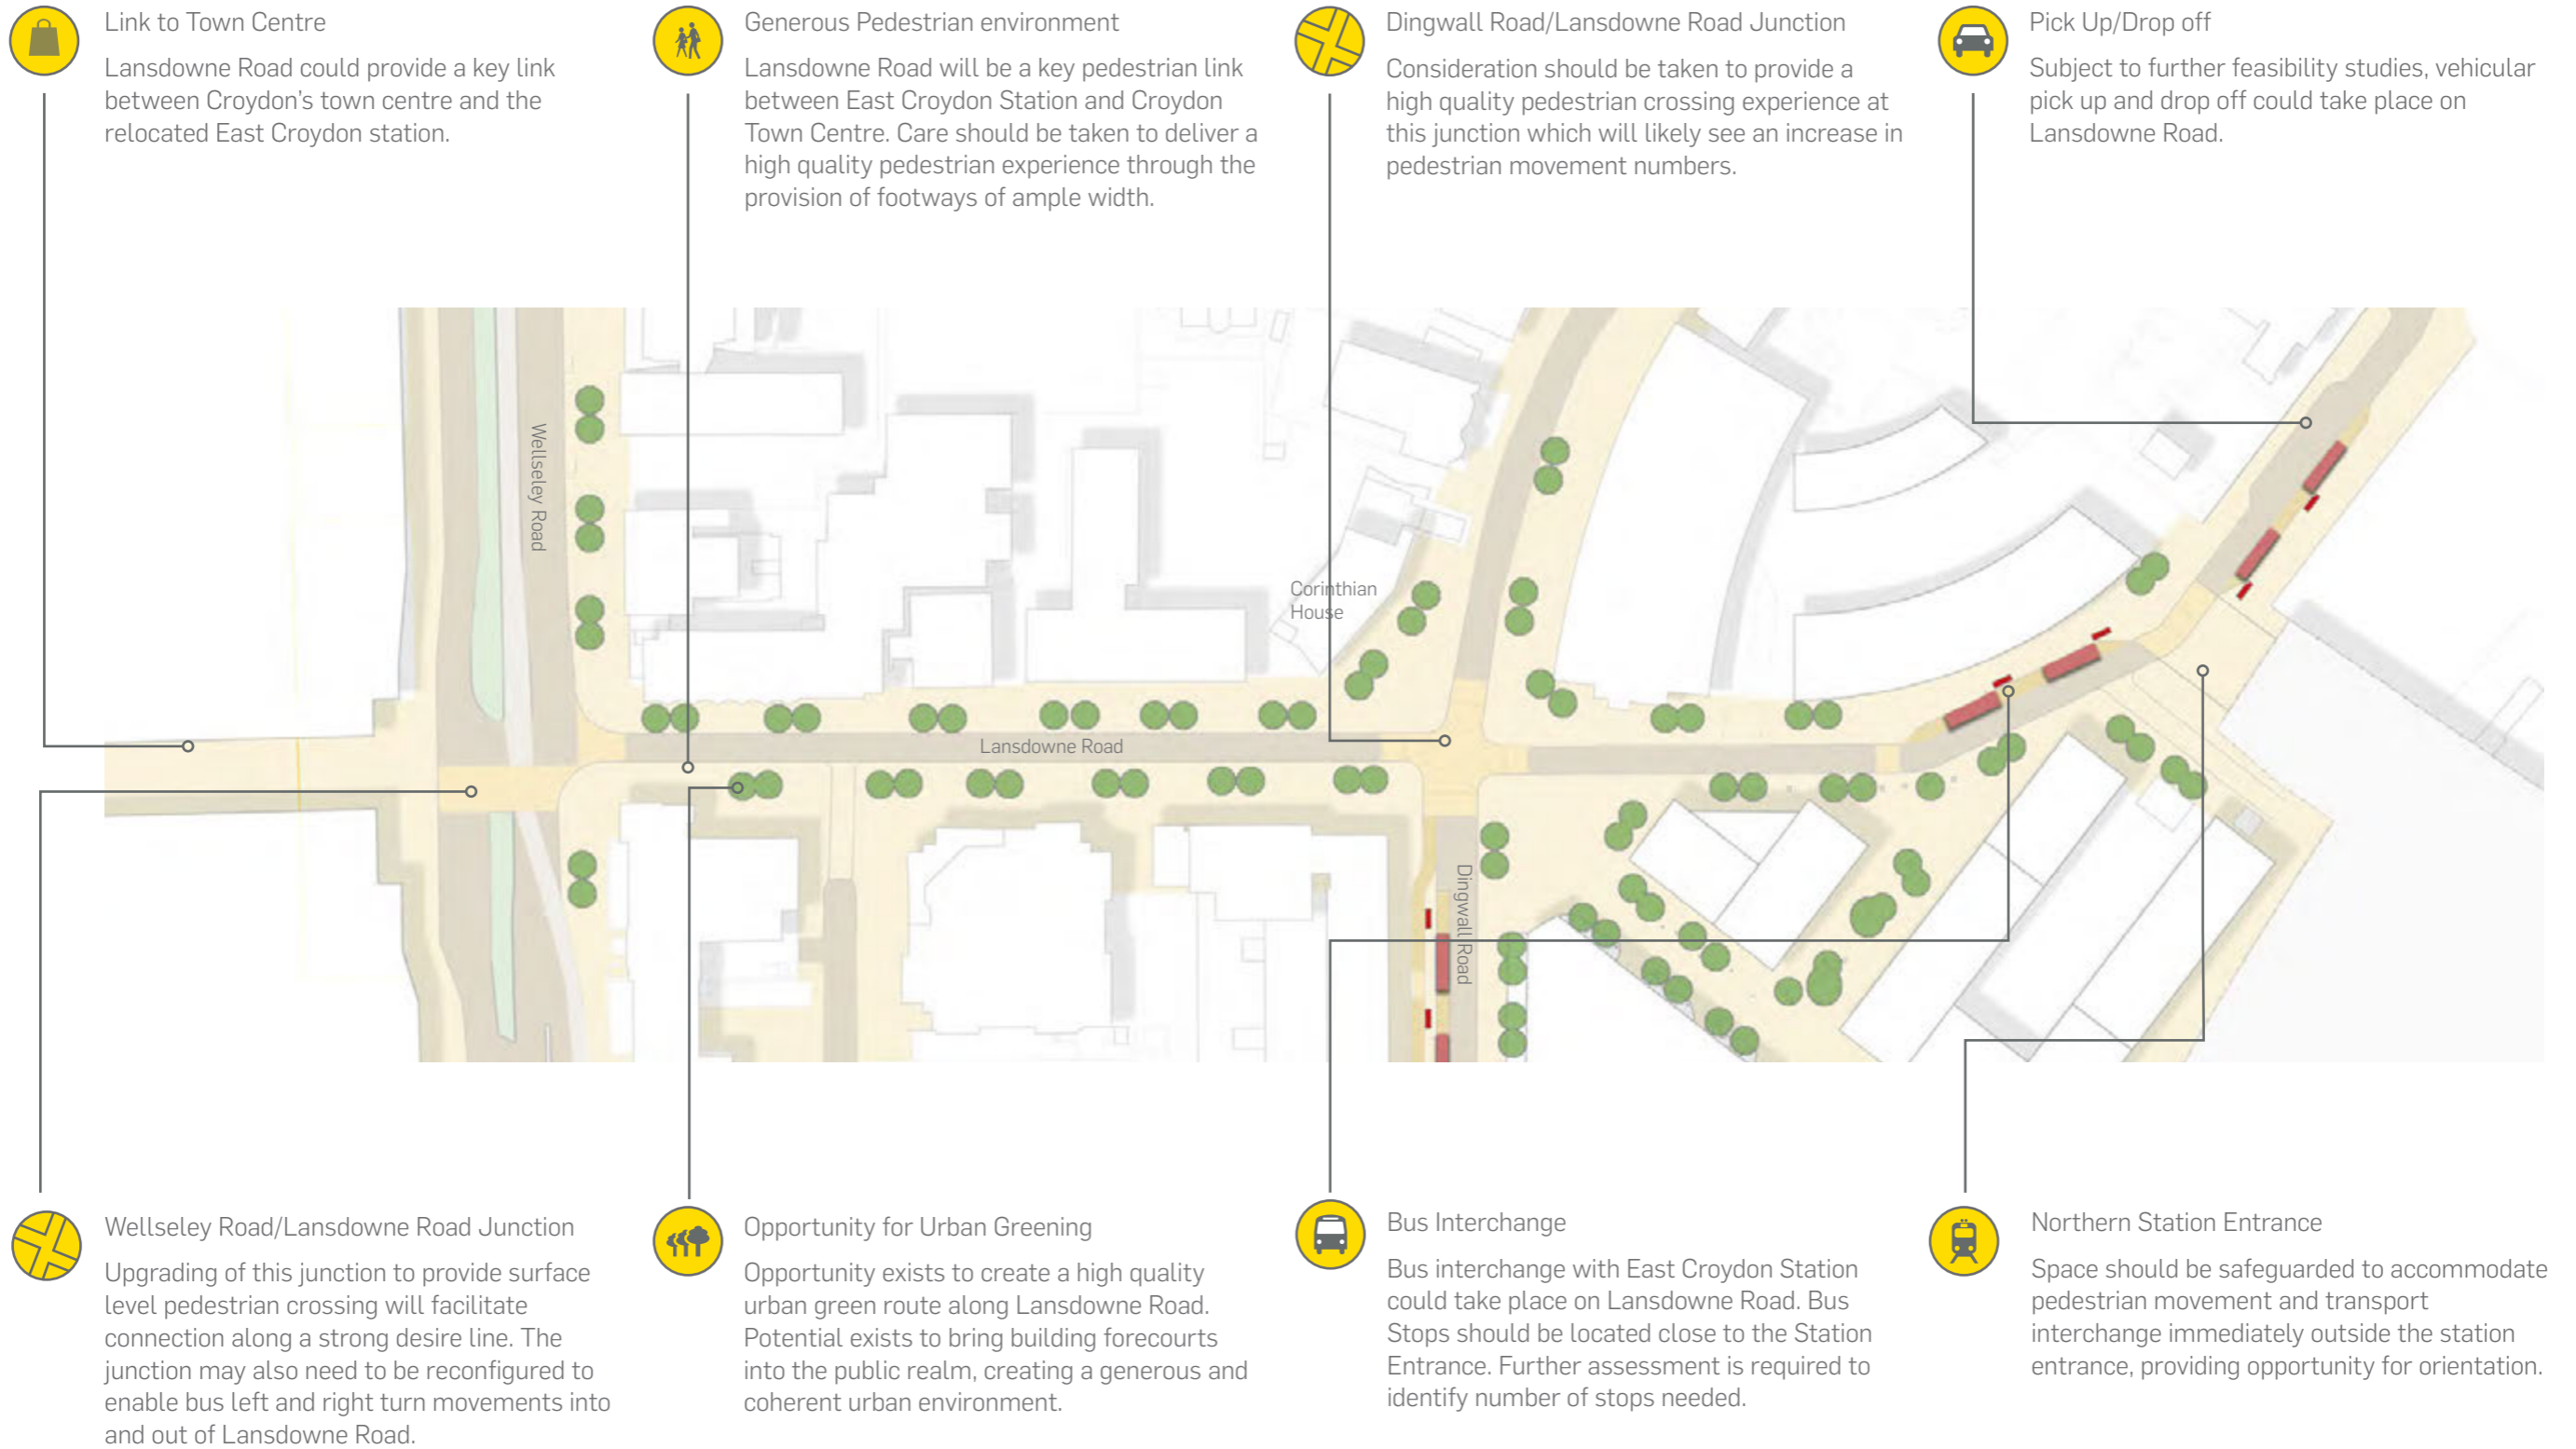 Link to Town Centre
Lansdowne Road could provide a key link
between Croydon's town centre and the
relocated East Croydon station.
Generous Pedestrian environment
Lansdowne Road will be a key pedestrian link
between East Croydon Station and Croydon
Town Centre. Care should be taken to deliver a
high quality pedestrian experience through the
provision of footways of ample width.
Dingwall Road/Lansdowne Road Junction
Consideration should be taken to provide a
high quality pedestrian crossing experience at
this junction which will likely see an increase in
pedestrian movement numbers.
Pick Up/Drop off
Subject to further feasibility studies, vehicular
pick up and drop off could take place on
Lansdowne Road.
Wellseley Road
Corinthian
House
Lansdowne Road
Dingwall Road
Wellseley Road/Lansdowne Road Junction
Upgrading of this junction to provide surface
level pedestrian crossing will facilitate
connection along a strong desire line. The
junction may also need to be reconfigured to
enable bus left and right turn movements into
and out of Lansdowne Road.
Opportunity for Urban Greening
Opportunity exists to create a high quality
urban green route along Lansdowne Road.
Potential exists to bring building forecourts
into the public realm, creating a generous and
coherent urban environment.
Bus Interchange
Bus interchange with East Croydon Station
could take place on Lansdowne Road. Bus
Stops should be located close to the Station
Entrance. Further assessment is required to
identify number of stops needed.
Northern Station Entrance
Space should be safeguarded to accommodate
pedestrian movement and transport
interchange immediately outside the station
entrance, providing opportunity for orientation.